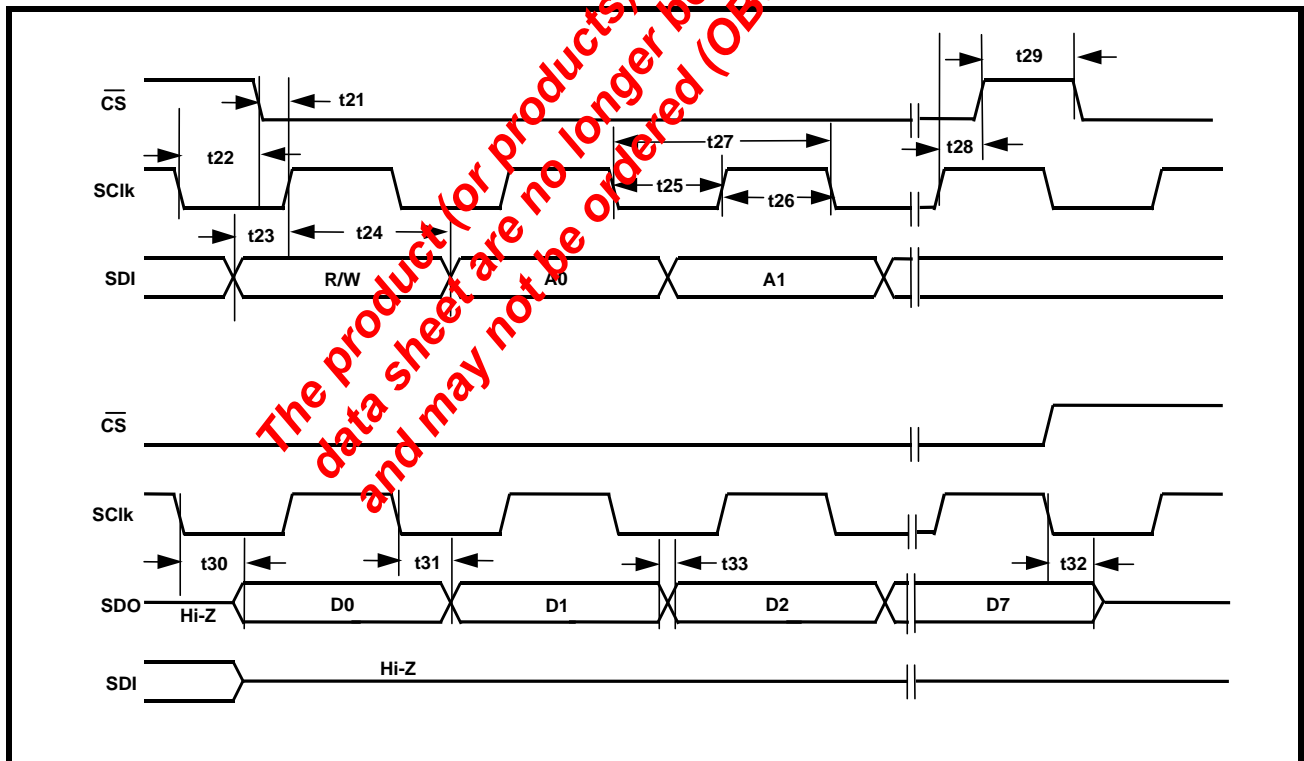 CS
t21
t29
t22
t27
t28
SClk
t25
t26
t23
t24
SDI
R/W
A0
A1
The product (or products)
data sheet are no longer be
and may not be ordered (OB
CS
SClk
t30
t31
t33
t32
SDO
Hi-Z
D0
D1
D2
D7
SDI
Hi-Z